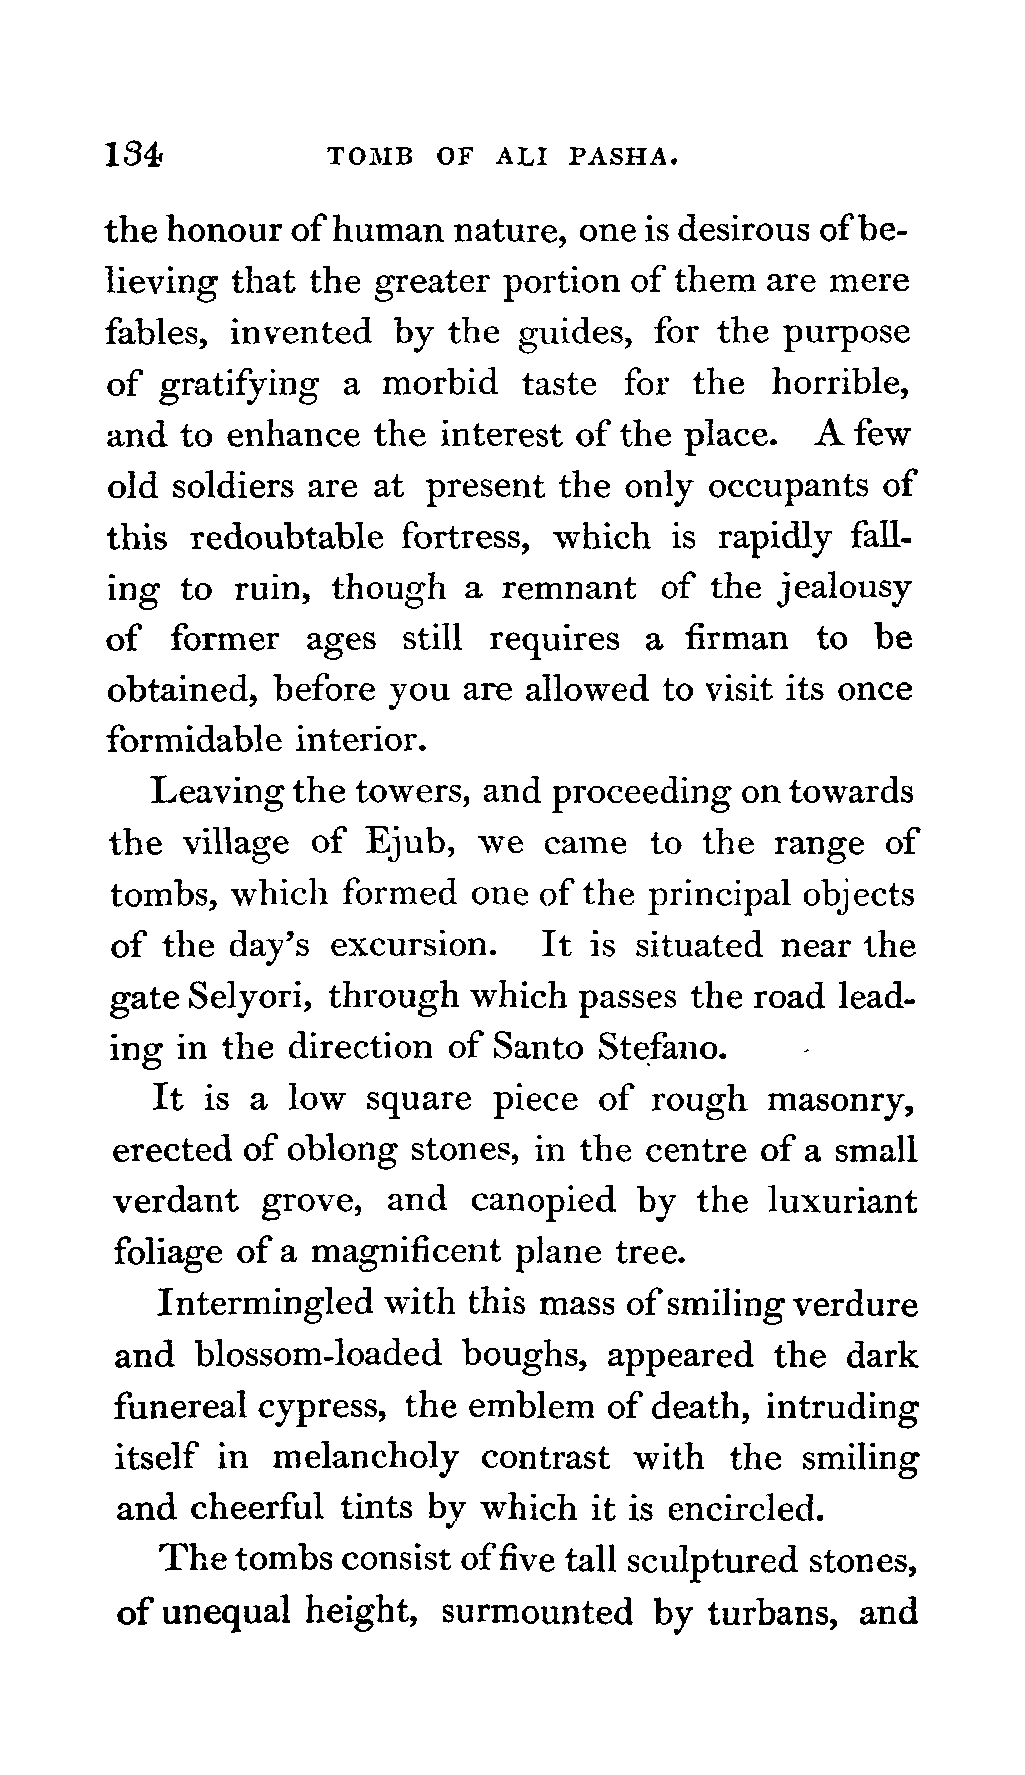 134 TOMB OF ALI PASHA.
the honour of human nature, one is desirous of be-
lieving that the greater portion of them are mere
fables, invented by the guides, for the purpose
of gratifying a morbid taste for the horrible,
and to enhance the interest of the place. A few
old soldiers are at present the only occupants of
this redoubtable fortress, which is rapidly fall-
ing to ruin, though a remnant of the jealousy
of former ages still requires a firman to be
obtained, before you are allowed to visit its once
formidable interior.
Leaving the towers, and proceeding on towards
the village of Ejub, we came to the range of
tombs, which formed one of the principal objects
of the day's excursion. It is situated near the
gate Selyori, through which passes the road lead-
ing in the direction of Santo Stefano.
It is a low square piece of rough masonry,
erected of oblong stones, in the centre of a small
verdant grove, and canopied by the luxuriant
foliage of a magnificent plane tree.
Intermingled with this mass of smiling verdure
and blossom-loaded boughs, appeared the dark
funereal cypress, the emblem of death, intruding
itself in melancholy contrast with the smiling
and cheerful tints by which it is encircled.
The tombs consist of five tall sculptured stones,
of unequal height, surmounted by turbans, and